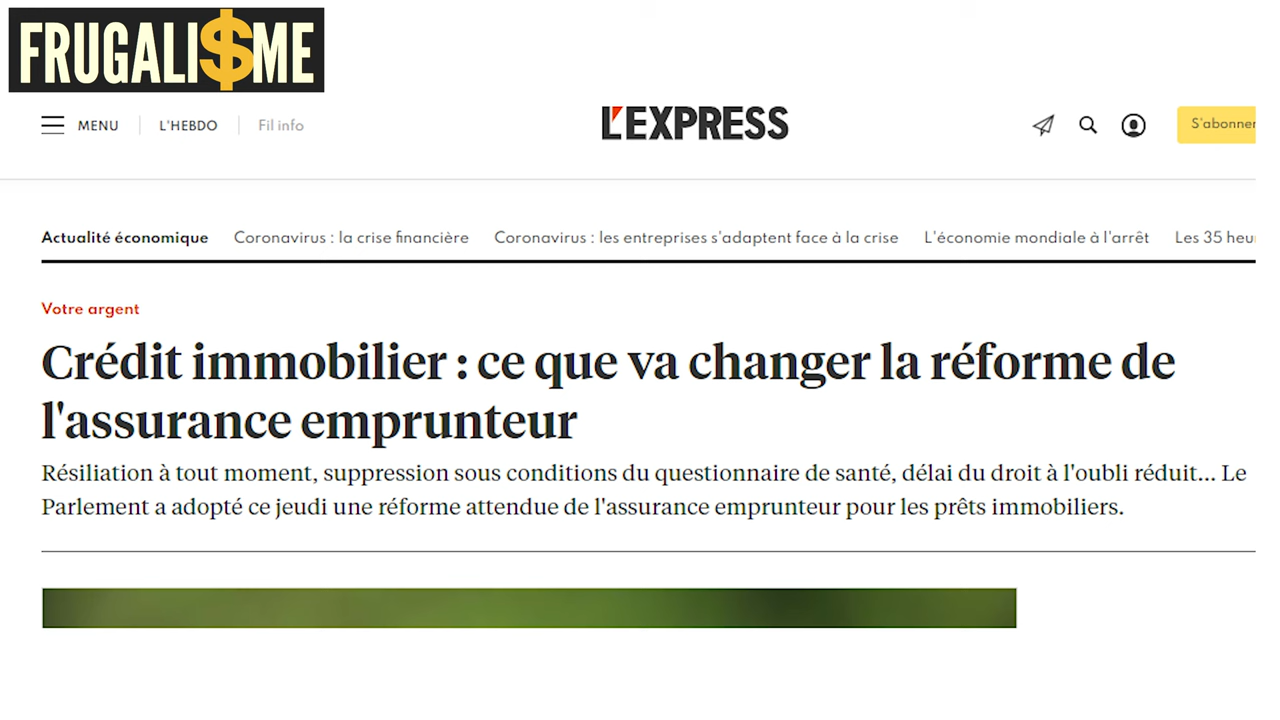 FRUGALI$ME
MENU
L'HEBDO
Fil info
L'EXPRESS
S'abonner
Actualité économique
Coronavirus : la crise financière
Coronavirus : les entreprises s'adaptent face à la crise
L'économie mondiale à l'arrêt
Les 35 heu
Votre argent
Crédit immobilier : ce que va changer la réforme de
l'assurance emprunteur
Résiliation à tout moment, suppression sous conditions du questionnaire de santé, délai du droit à l'oubli réduit... Le
Parlement a adopté ce jeudi une réforme attendue de l'assurance emprunteur pour les prêts immobiliers.